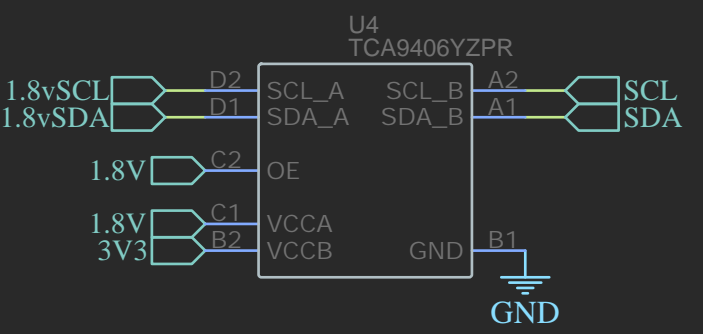 U4
TCA9406YZPR
1.8vSCL D2 SCL_A SCL_B A2 SCL
1.8vSDA D1 SDA_A SDA_B A1 SDA
1.8V C2 OE
1.8V C1 VCCA
3V3 B2 VCCB GND B1
GND